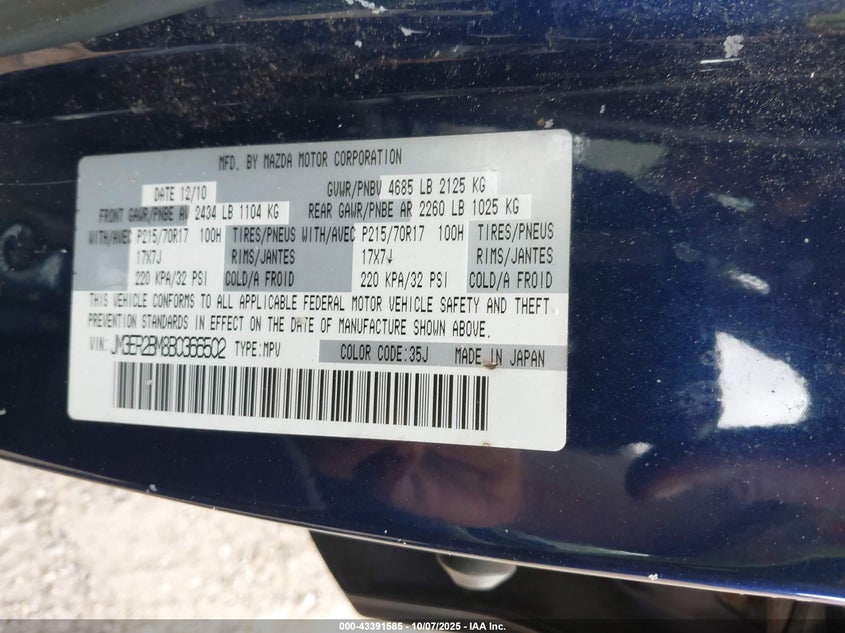 MFD. BY MAZDA MOTOR CORPORATION
DATE 12/10 GVWR/PNBV 4685 LB 2125 KG
FRONT GAWR/PNBE AV 2434 LB 1104 KG REAR GAWR/PNBE AR 2260 LB 1025 KG
WITH/AVEC P215/70R17 100H TIRES/PNEUS WITH/AVEC P215/70R17 100H TIRES/PNEUS
17X7J RIMS/JANTES 17X7J RIMS/JANTES
220 KPA/32 PSI COLD/A FROID 220 KPA/32 PSI COLD/A FROID
THIS VEHICLE CONFORMS TO ALL APPLICABLE FEDERAL MOTOR VEHICLE SAFETY AND THEFT
PREVENTION STANDARDS IN EFFECT ON THE DATE OF MANUFACTURE SHOWN ABOVE.
VIN: JM3ER2BM8B0366502 TYPE:MPV COLOR CODE:35J MADE IN JAPAN
000-43391585 - 10/07/2025 - IAA Inc.